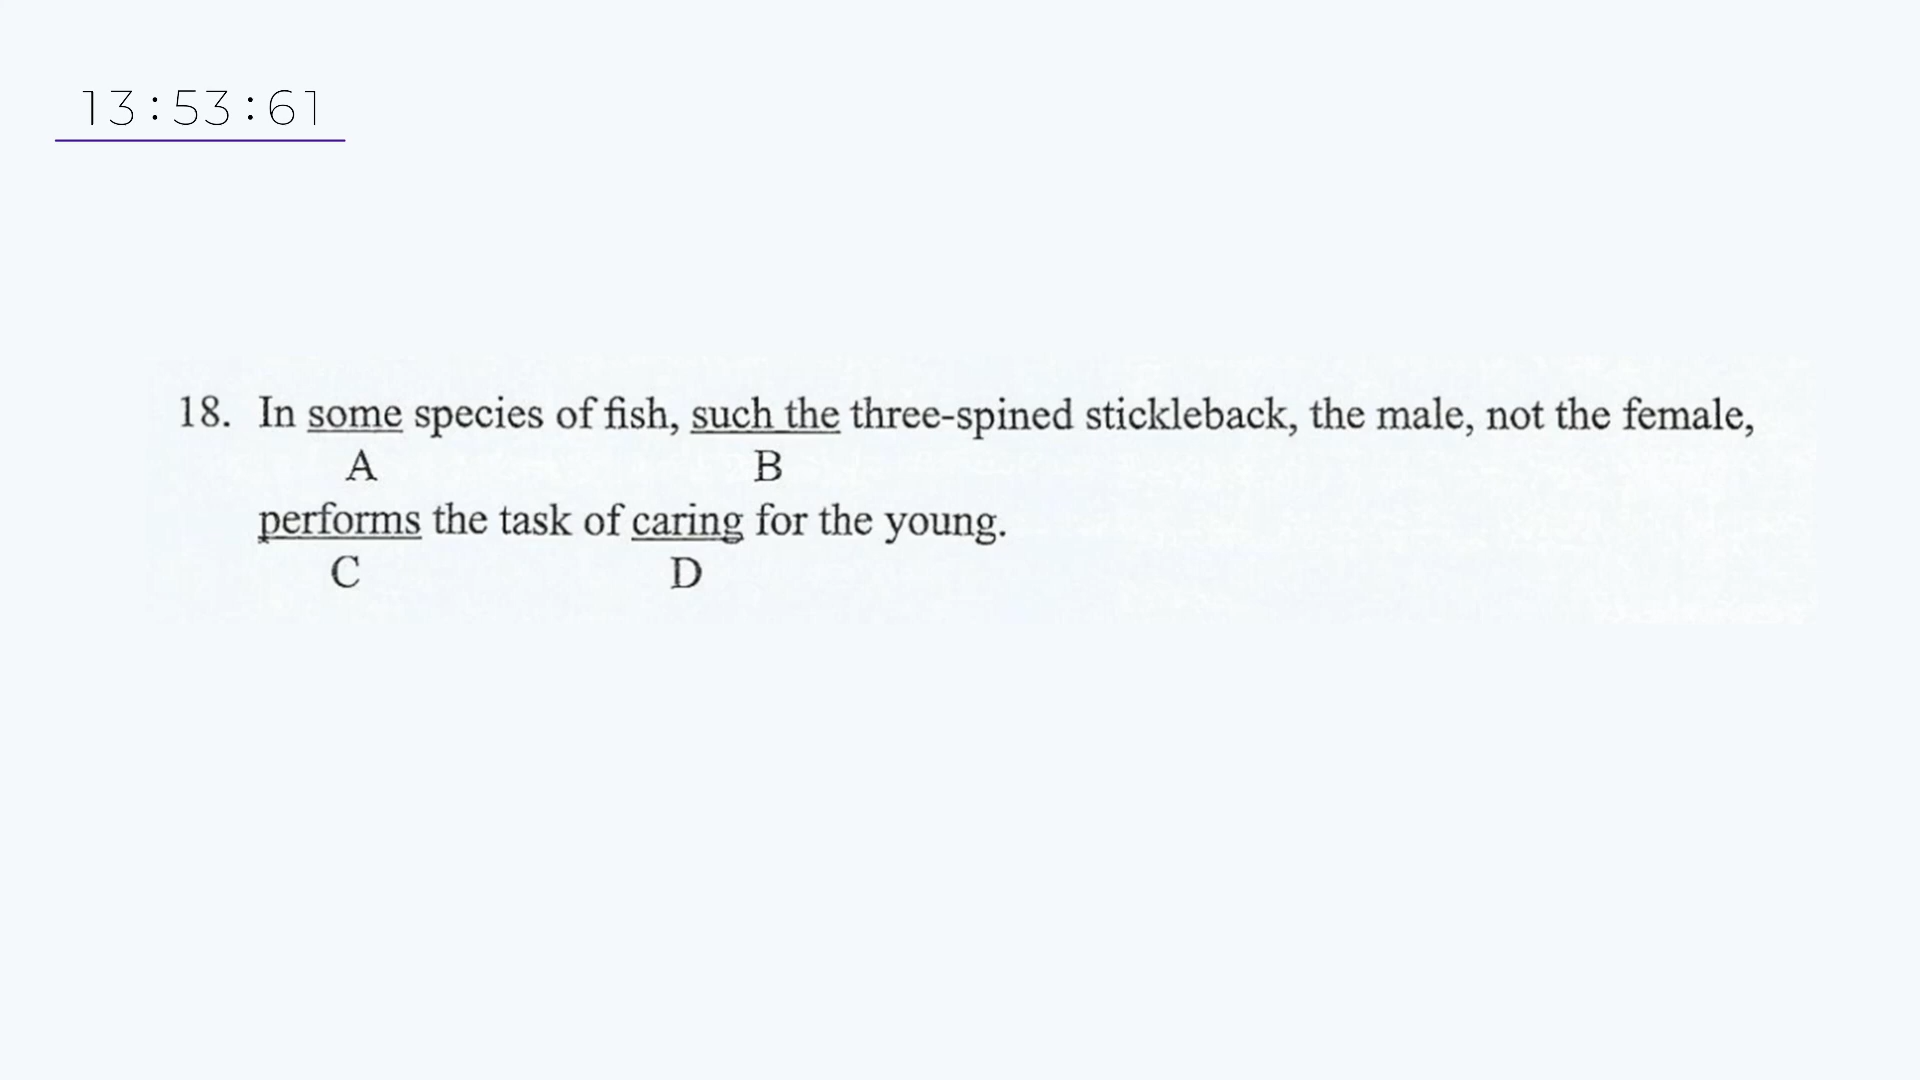 13:53:61
18. In some species of fish, such the three-spined stickleback, the male, not the female,
A B
performs the task of caring for the young.
C D